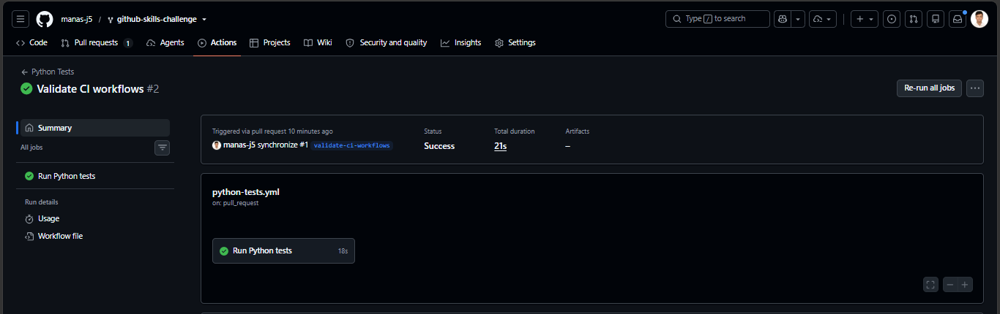 manas-j5 / github-skills-challenge
Type / to search
Code
Pull requests 1
Agents
Actions
Projects
Wiki
Security and quality
Insights
Settings
Python Tests
Validate CI workflows #2
Re-run all jobs
Summary
All jobs
Run Python tests
Run details
Usage
Workflow file
Triggered via pull request 10 minutes ago
manas-j5 synchronize #1 validate-ci-workflows
Status
Success
Total duration
21s
Artifacts
–
python-tests.yml
on: pull_request
Run Python tests 18s